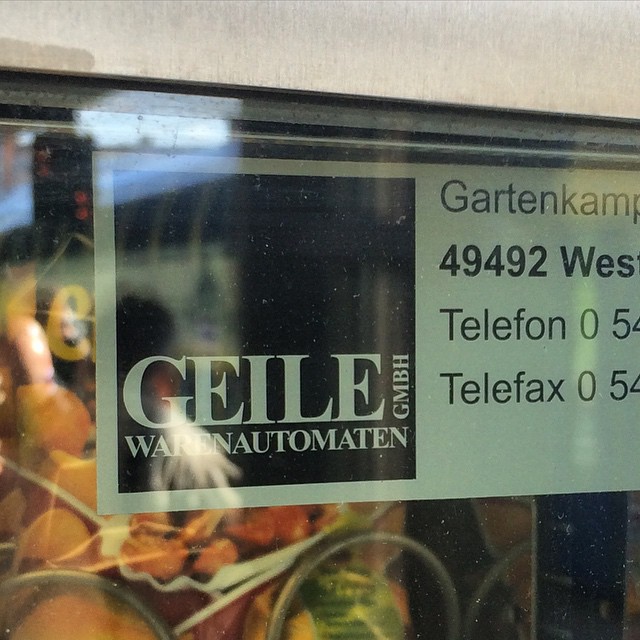 GEILE GMBH
WARENAUTOMATEN
Gartenkamp
49492 West
Telefon 0 54
Telefax 0 54